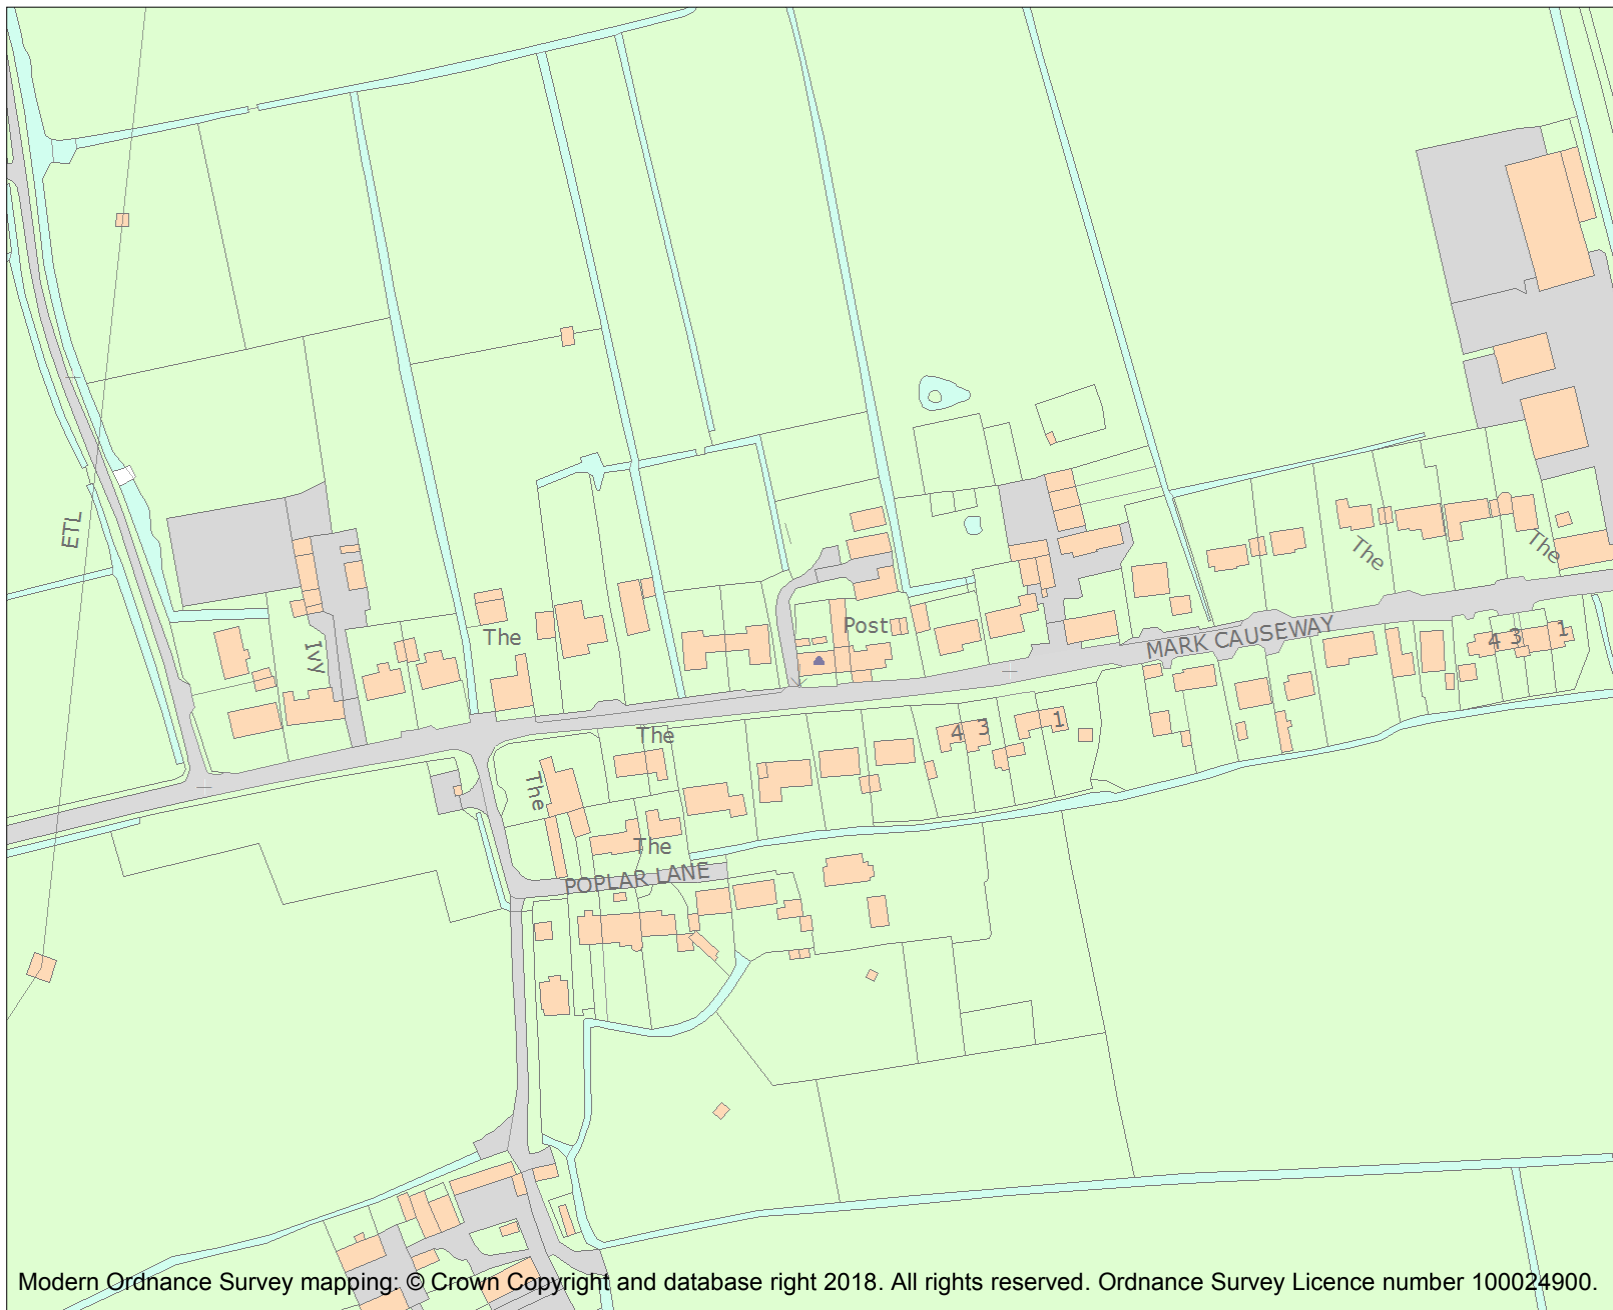 ETL
The
The
4 3 1
Post
MARK CAUSEWAY
The
Ivy
The
4 3 1
The
The
POPLAR LANE
Modern Ordnance Survey mapping: © Crown Copyright and database right 2018. All rights reserved. Ordnance Survey Licence number 100024900.